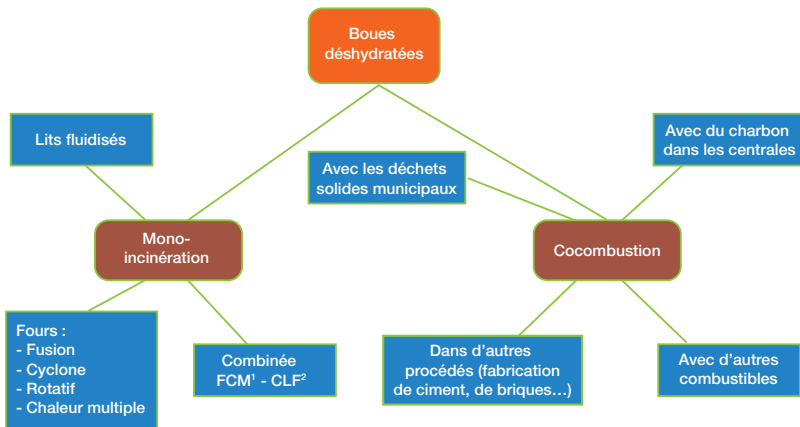 Boues
déshydratées
Lits fluidisés
Avec du charbon
dans les centrales
Avec les déchets
solides municipaux
Mono-
incinération
Cocombustion
Fours :
- Fusion
- Cyclone
- Rotatif
- Chaleur multiple
Combinée
FCM¹ - CLF²
Dans d’autres
procédés (fabrication
de ciment, de briques…)
Avec d’autres
combustibles